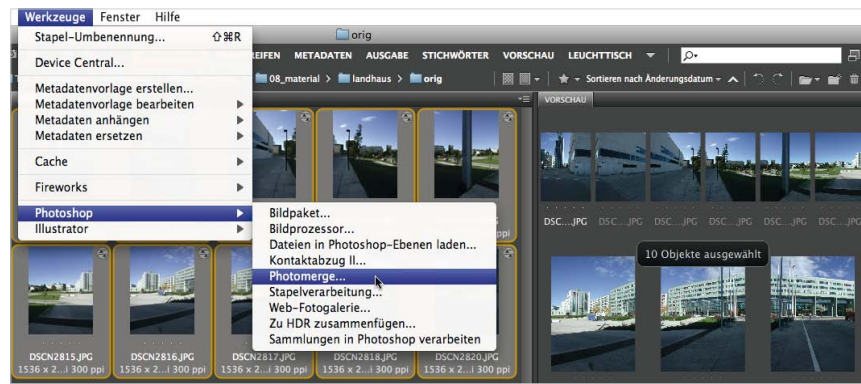 Werkzeuge Fenster Hilfe
orig
Stapel-Umbenennung... ⇧⌘R
Device Central...
Metadatenvorlage erstellen...
Metadatenvorlage bearbeiten
Metadaten anhängen
Metadaten ersetzen
Cache
Fireworks
Photoshop
Illustrator
METADATEN AUSGABE STICHWÖRTER VORSCHAU LEUCHTTISCH
08_material > landhaus > orig
Sortieren nach Änderungsdatum
VORSCHAU
Bildpaket...
Bildprozessor...
Dateien in Photoshop-Ebenen laden...
Kontaktabzug II...
Photomerge...
Stapelverarbeitung...
Web-Fotogalerie...
Zu HDR zusammenfügen...
Sammlungen in Photoshop verarbeiten
DSC...JPG DSC...JPG DSC...JPG DSC...JPG DSC...JPG DSC...JPG
10 Objekte ausgewählt
DSCN2815.JPG DSCN2816.JPG DSCN2817.JPG DSCN2818.JPG DSCN2820.JPG
1536 x 2...i 300 ppi 1536 x 2...i 300 ppi 1536 x 2...i 300 ppi 1536 x 2...i 300 ppi 1536 x 2...i 300 ppi